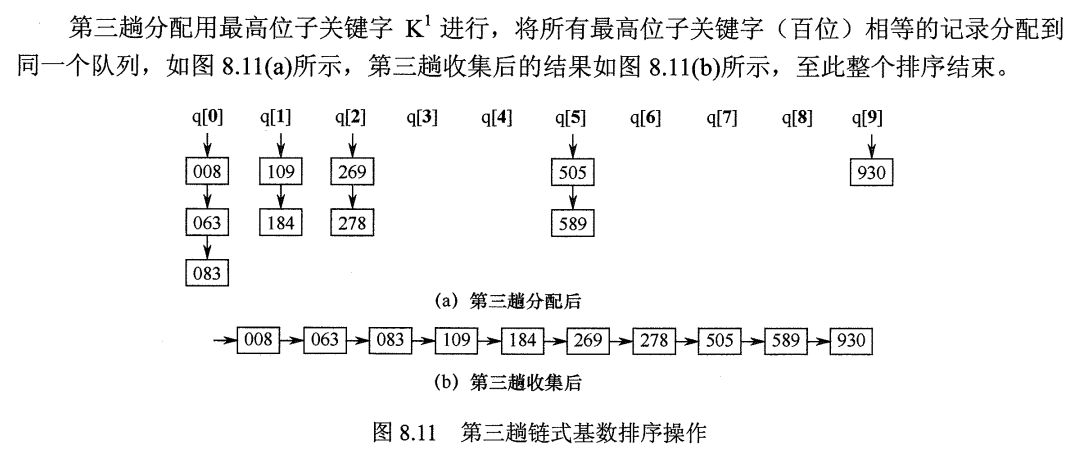 第三趟分配用最高位子关键字 K¹ 进行，将所有最高位子关键字（百位）相等的记录分配到
同一个队列，如图 8.11(a)所示，第三趟收集后的结果如图 8.11(b)所示，至此整个排序结束。
q[0] q[1] q[2] q[3] q[4] q[5] q[6] q[7] q[8] q[9]
008 109 269 505 930
063 184 278 589
083
(a) 第三趟分配后
008 063 083 109 184 269 278 505 589 930
(b) 第三趟收集后
图 8.11 第三趟链式基数排序操作